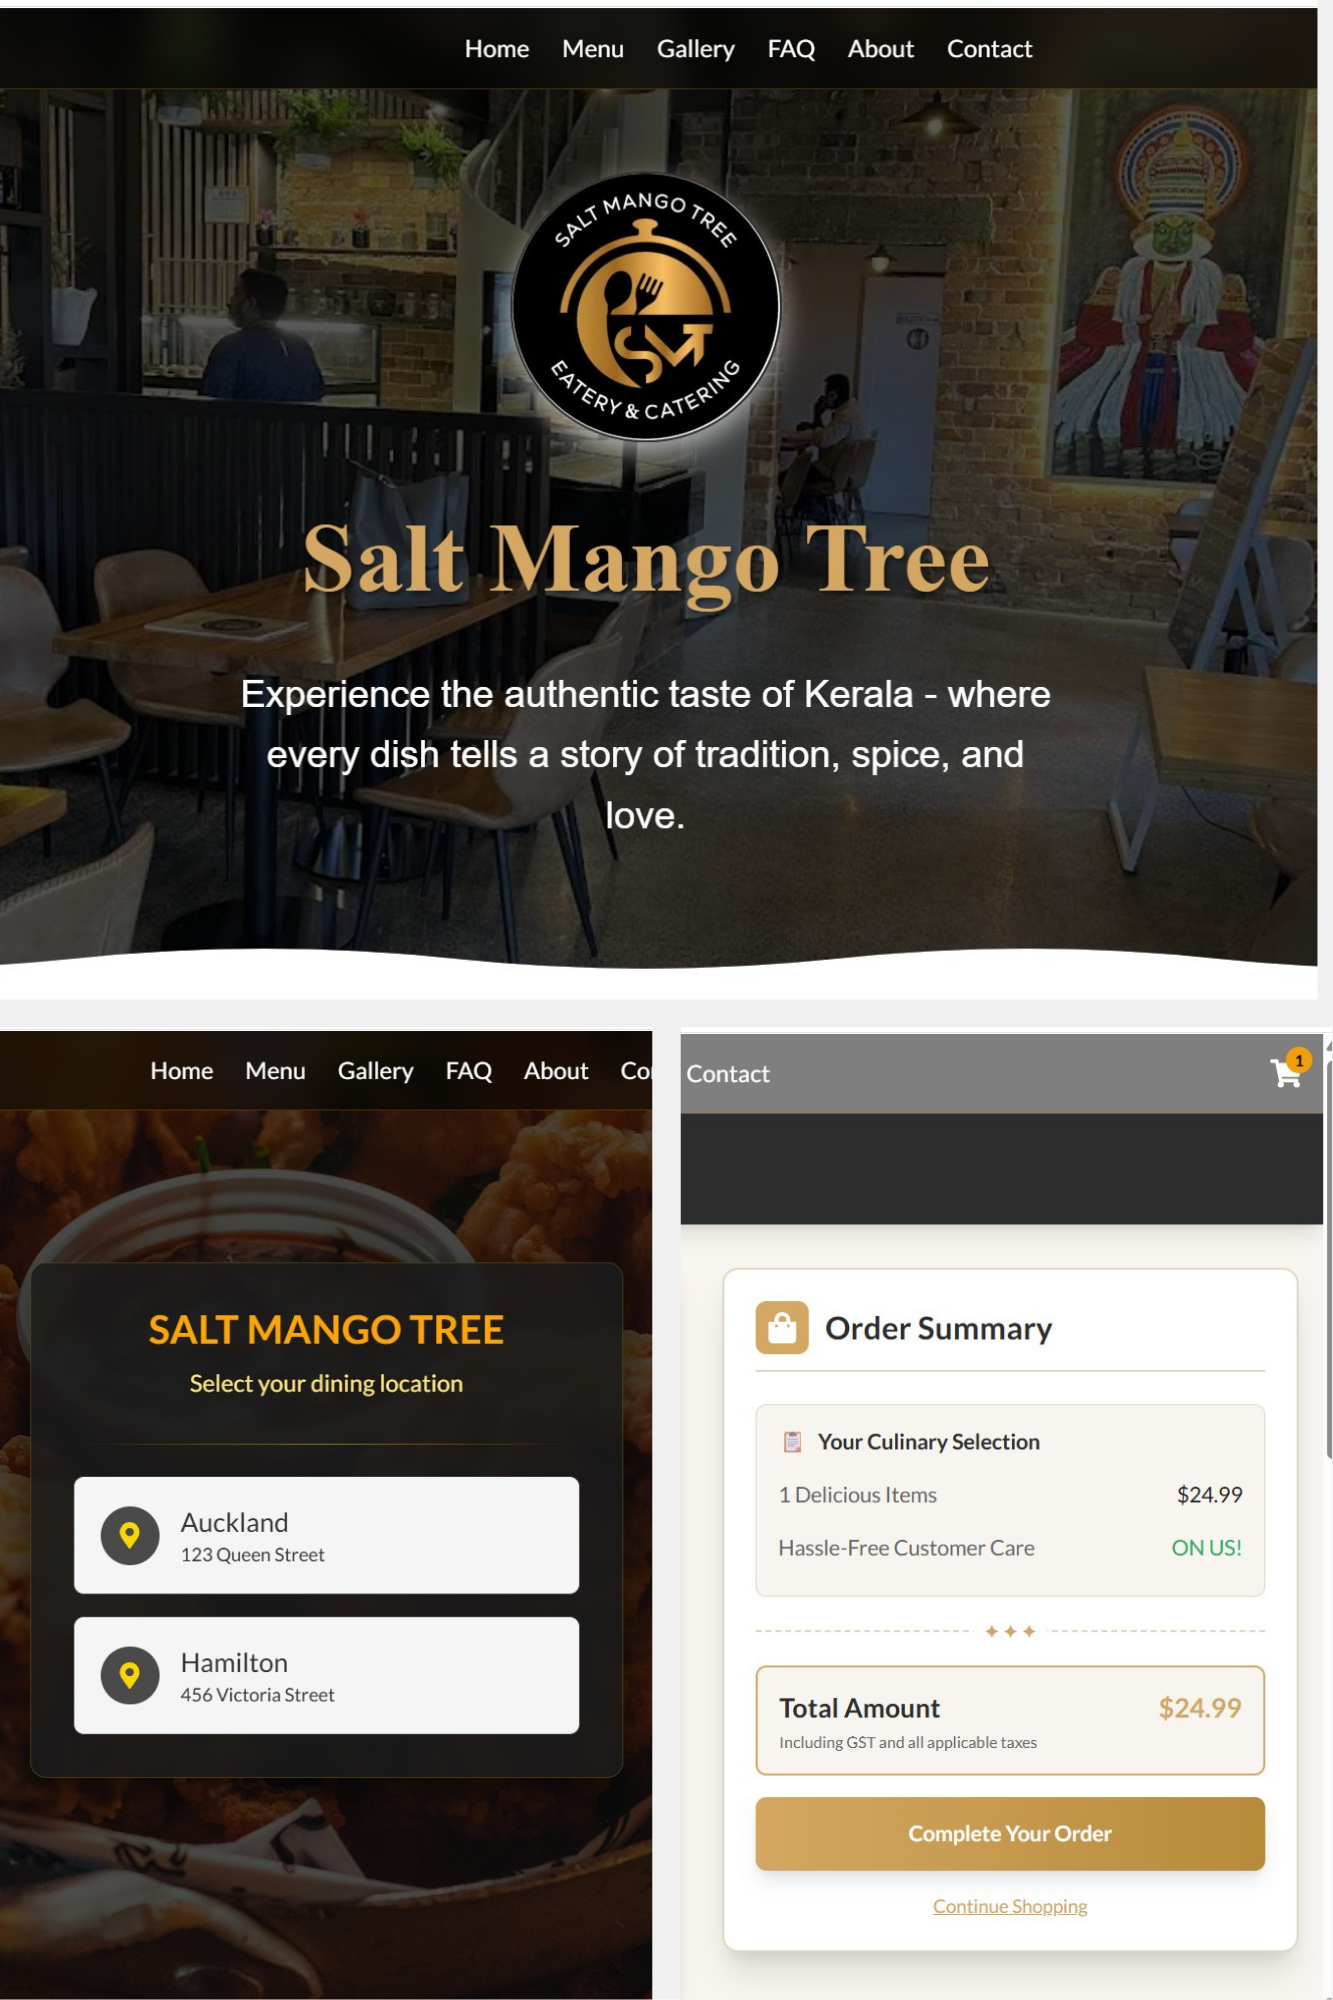 Home Menu Gallery FAQ About Contact
SALT MANGO TREE
SMT
EATERY & CATERING
Salt Mango Tree
Experience the authentic taste of Kerala - where
every dish tells a story of tradition, spice, and
love.
Home Menu Gallery FAQ About Co
SALT MANGO TREE
Select your dining location
Auckland
123 Queen Street
Hamilton
456 Victoria Street
Contact
1
Order Summary
Your Culinary Selection
1 Delicious Items $24.99
Hassle-Free Customer Care ON US!
Total Amount $24.99
Including GST and all applicable taxes
Complete Your Order
Continue Shopping